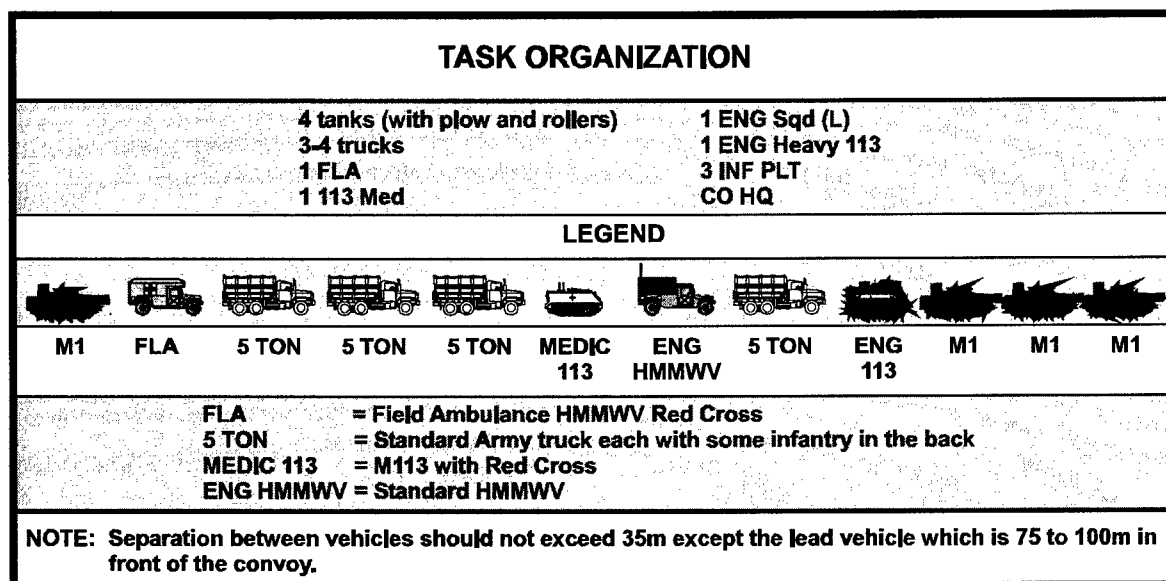 TASK ORGANIZATION
4 tanks (with plow and rollers) 1 ENG Sqd (L)
3-4 trucks 1 ENG Heavy 113
1 FLA 3 INF PLT
1 113 Med CO HQ
LEGEND
M1 FLA 5 TON 5 TON 5 TON MEDIC 113 ENG HMMWV 5 TON ENG 113 M1 M1 M1
FLA = Field Ambulance HMMWV Red Cross
5 TON = Standard Army truck each with some infantry in the back
MEDIC 113 = M113 with Red Cross
ENG HMMWV = Standard HMMWV
NOTE: Separation between vehicles should not exceed 35m except the lead vehicle which is 75 to 100m in
front of the convoy.